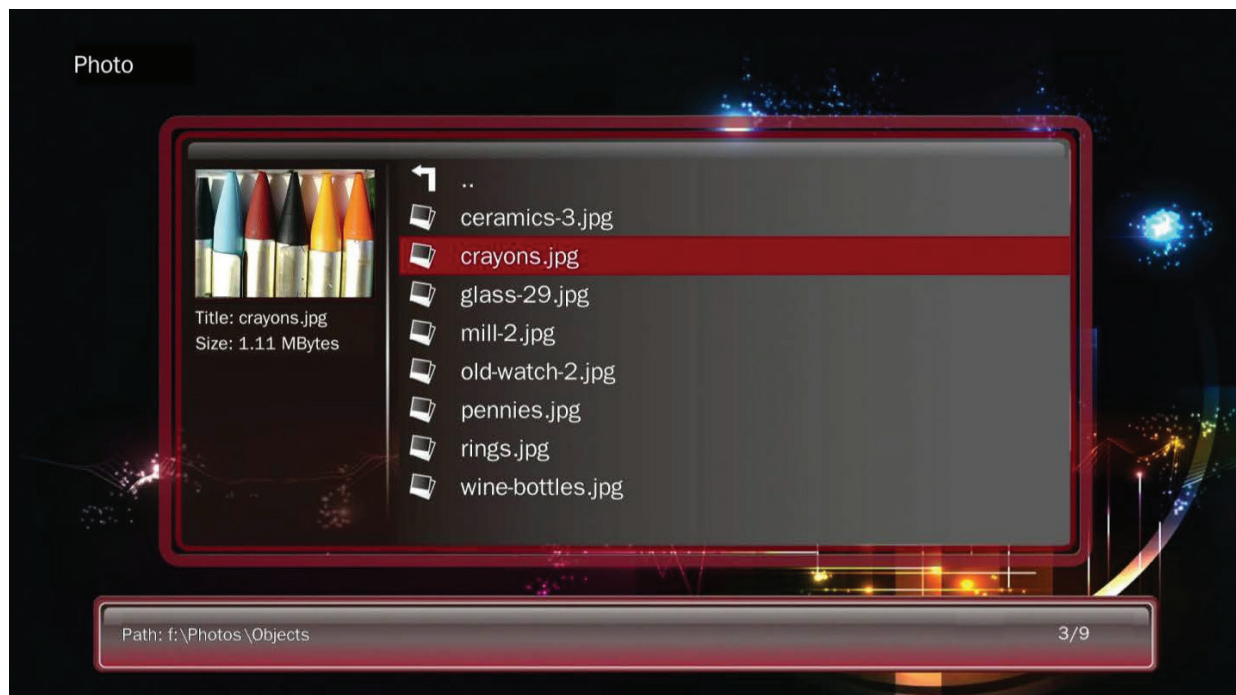 Photo
..
ceramics-3.jpg
crayons.jpg
glass-29.jpg
mill-2.jpg
old-watch-2.jpg
pennies.jpg
rings.jpg
wine-bottles.jpg
Title: crayons.jpg
Size: 1.11 MBytes
Path: f:\Photos\Objects 3/9